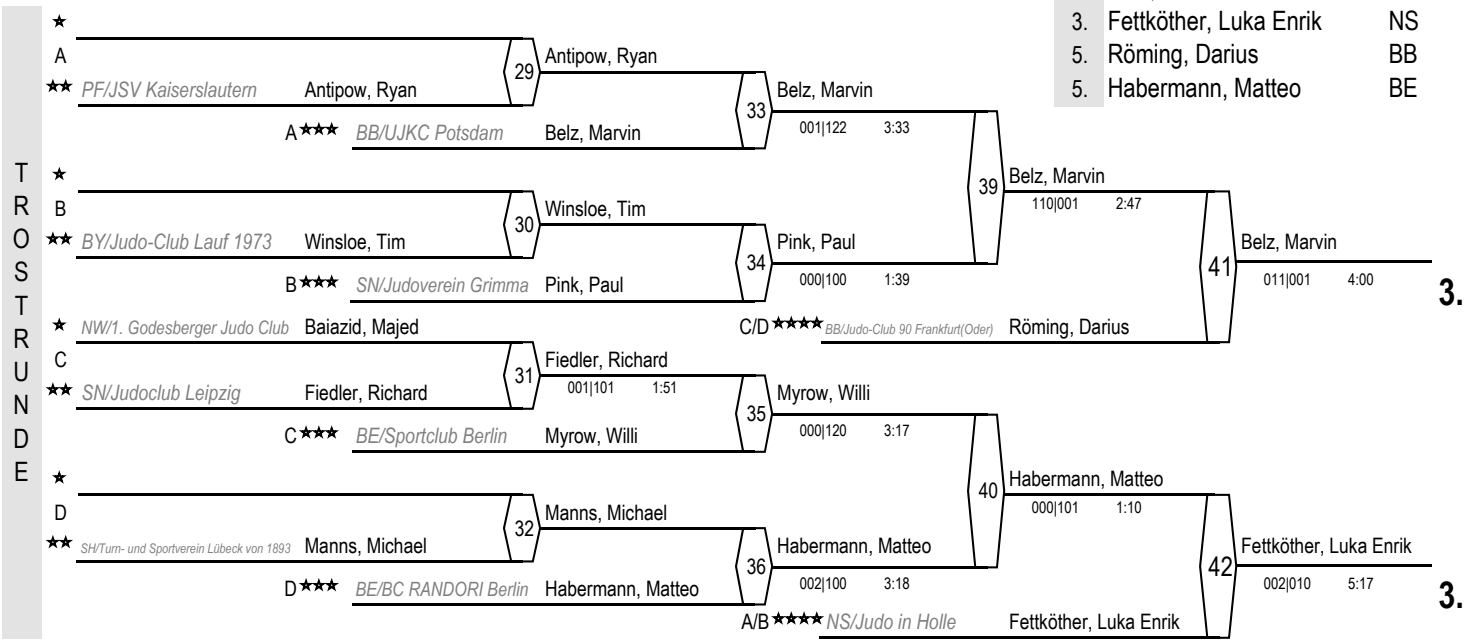 3. Fettköther, Luka Enrik NS
5. Röming, Darius BB
5. Habermann, Matteo BE
TROSTRUNDE
A
PF/JSV Kaiserslautern Antipow, Ryan
29
Antipow, Ryan
A BB/UJKC Potsdam Belz, Marvin
33
Belz, Marvin
001|122 3:33
B
BY/Judo-Club Lauf 1973 Winsloe, Tim
30
Winsloe, Tim
B SN/Judoverein Grimma Pink, Paul
34
Pink, Paul
000|100 1:39
39
Belz, Marvin
110|001 2:47
C/D BB/Judo-Club 90 Frankfurt(Oder) Röming, Darius
41
Belz, Marvin
011|001 4:00
3.
NW/1. Godesberger Judo Club Baiazid, Majed
C
SN/Judoclub Leipzig Fiedler, Richard
31
Fiedler, Richard
001|101 1:51
C BE/Sportclub Berlin Myrow, Willi
35
Myrow, Willi
000|120 3:17
D
SH/Turn- und Sportverein Lübeck von 1893 Manns, Michael
32
Manns, Michael
D BE/BC RANDORI Berlin Habermann, Matteo
36
Habermann, Matteo
002|100 3:18
40
Habermann, Matteo
000|101 1:10
A/B NS/Judo in Holle Fettköther, Luka Enrik
42
Fettköther, Luka Enrik
002|010 5:17
3.